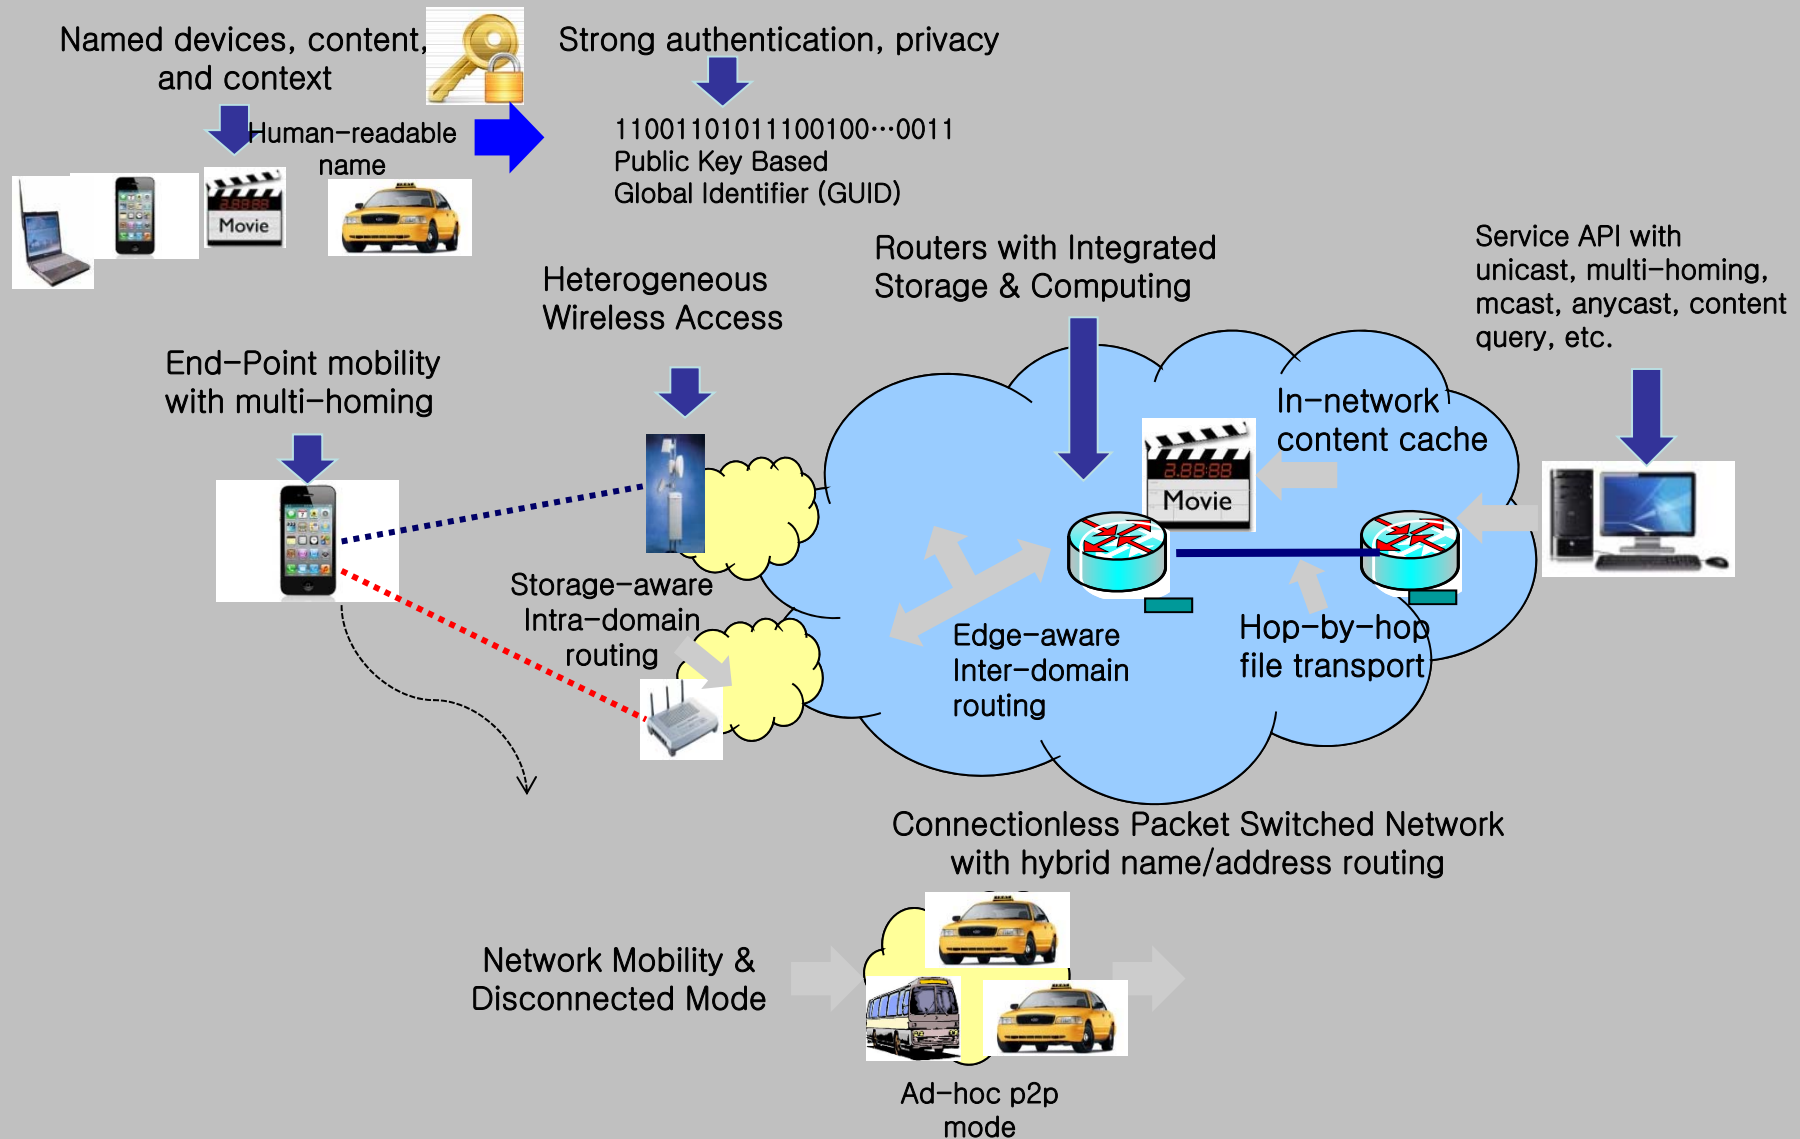 Named devices, content,
and context
Strong authentication, privacy
Human-readable
name
11001101011100100…0011
Public Key Based
Global Identifier (GUID)
Movie
Heterogeneous
Wireless Access
Routers with Integrated
Storage & Computing
Service API with
unicast, multi-homing,
mcast, anycast, content
query, etc.
End-Point mobility
with multi-homing
In-network
content cache
Movie
Storage-aware
Intra-domain
routing
Edge-aware
Inter-domain
routing
Hop-by-hop
file transport
Connectionless Packet Switched Network
with hybrid name/address routing
Network Mobility &
Disconnected Mode
Ad-hoc p2p
mode